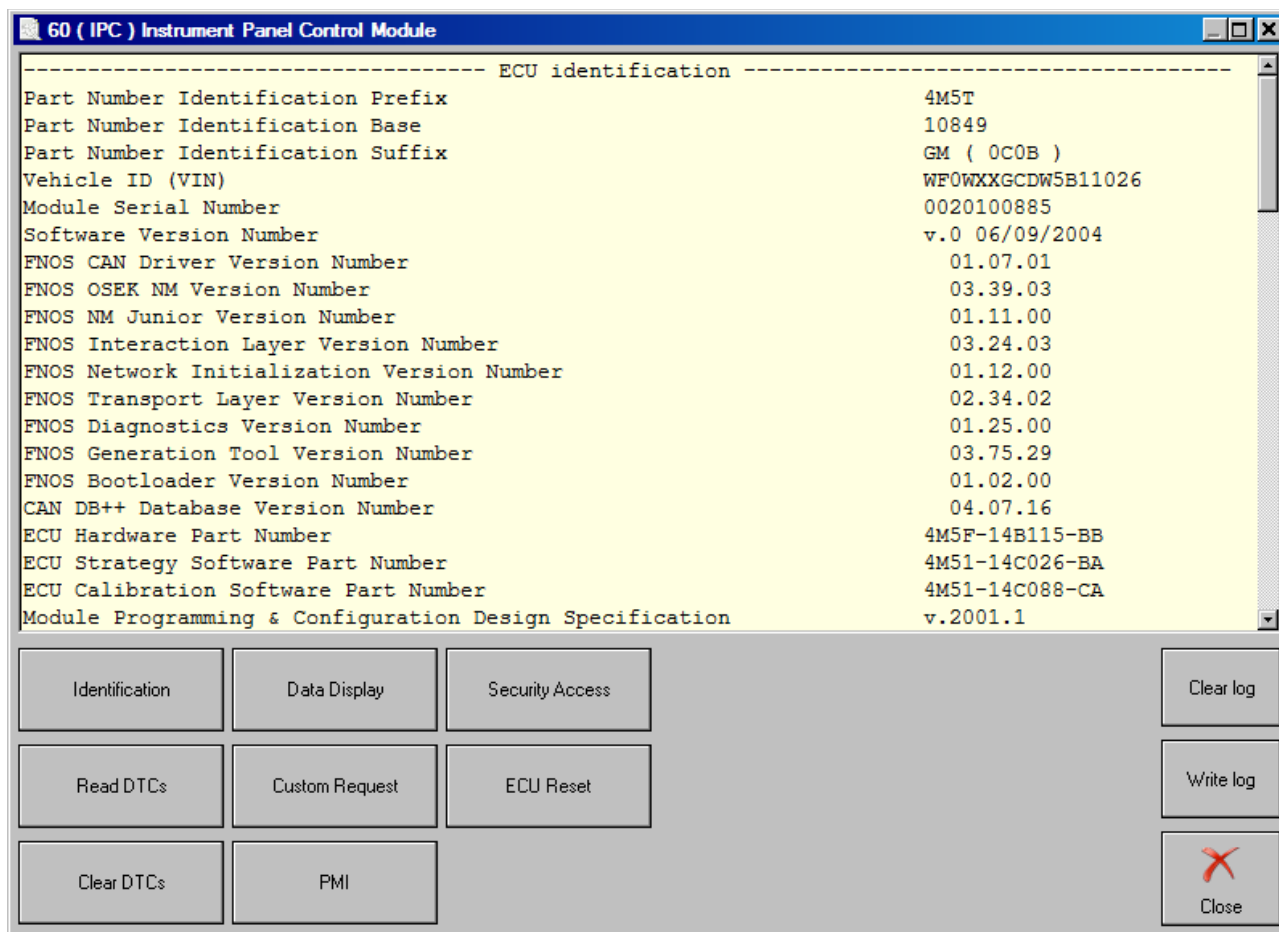 60 ( IPC ) Instrument Panel Control Module
------------------------------------ ECU identification --------------------------------------
Part Number Identification Prefix 4M5T
Part Number Identification Base 10849
Part Number Identification Suffix GM ( 0C0B )
Vehicle ID (VIN) WF0WXXGCDW5B11026
Module Serial Number 0020100885
Software Version Number v.0 06/09/2004
FNOS CAN Driver Version Number 01.07.01
FNOS OSEK NM Version Number 03.39.03
FNOS NM Junior Version Number 01.11.00
FNOS Interaction Layer Version Number 03.24.03
FNOS Network Initialization Version Number 01.12.00
FNOS Transport Layer Version Number 02.34.02
FNOS Diagnostics Version Number 01.25.00
FNOS Generation Tool Version Number 03.75.29
FNOS Bootloader Version Number 01.02.00
CAN DB++ Database Version Number 04.07.16
ECU Hardware Part Number 4M5F-14B115-BB
ECU Strategy Software Part Number 4M51-14C026-BA
ECU Calibration Software Part Number 4M51-14C088-CA
Module Programming & Configuration Design Specification v.2001.1
Identification Data Display Security Access Clear log
Read DTCs Custom Request ECU Reset Write log
Clear DTCs PMI Close